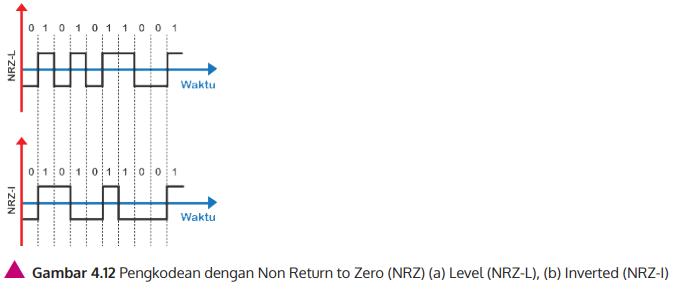 0 1 0 1 0 1 1 0 0 1
NRZ-L
Waktu
0 1 0 1 0 1 1 0 0 1
NRZ-I
Waktu
Gambar 4.12 Pengkodean dengan Non Return to Zero (NRZ) (a) Level (NRZ-L), (b) Inverted (NRZ-I)